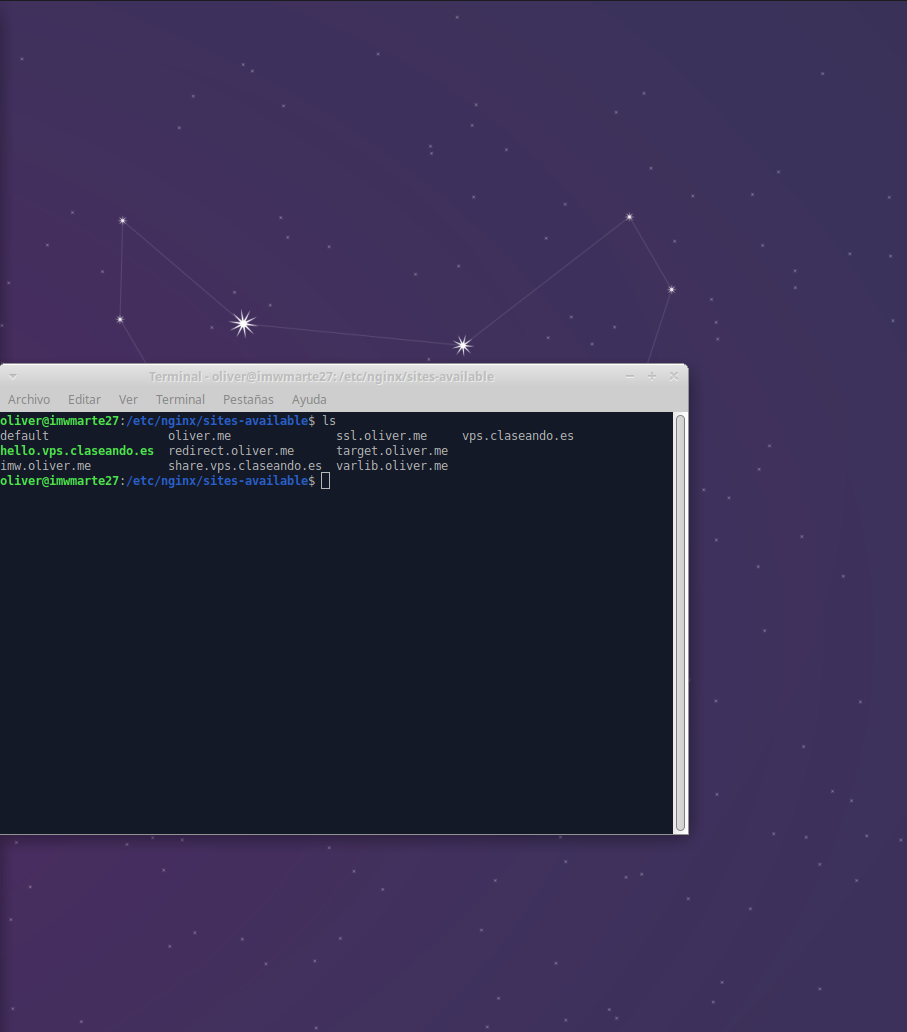 Terminal - oliver@imwmarte27: /etc/nginx/sites-available
Archivo Editar Ver Terminal Pestañas Ayuda
oliver@imwmarte27:/etc/nginx/sites-available$ ls
default oliver.me ssl.oliver.me vps.claseando.es
hello.vps.claseando.es redirect.oliver.me target.oliver.me
imw.oliver.me share.vps.claseando.es varlib.oliver.me
oliver@imwmarte27:/etc/nginx/sites-available$